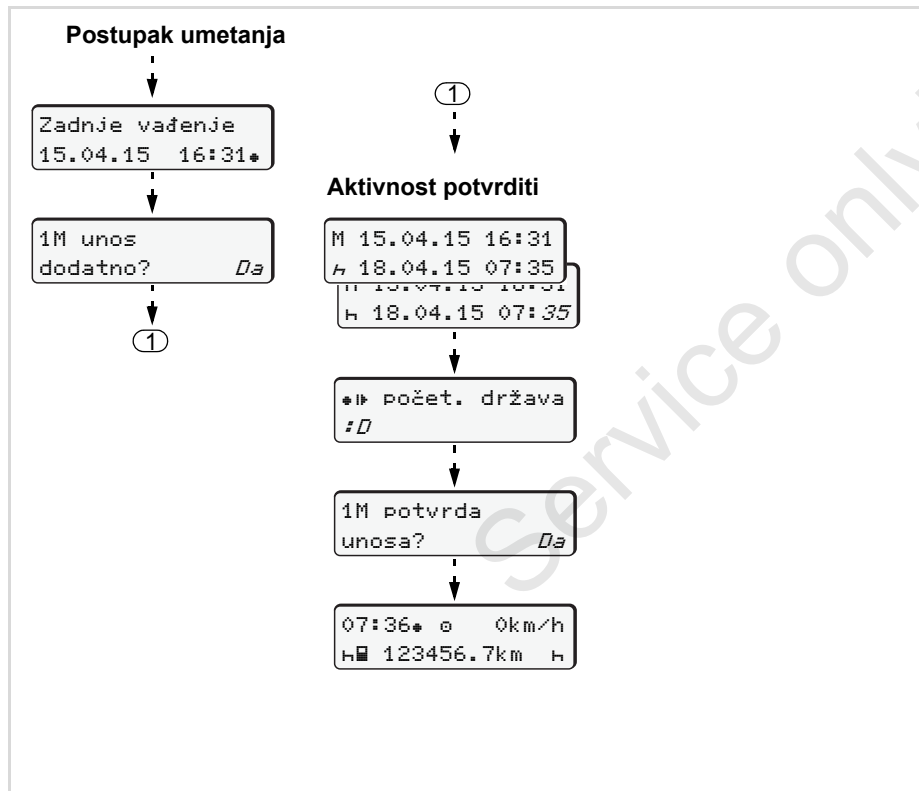 Postupak umetanja
Zadnje vađenje
15.04.15 16:31
1M unos
dodatno? Da
1
1
Aktivnost potvrditi
M 15.04.15 16:31
18.04.15 07:35
18.04.15 07:35
počet. država
:D
1M potvrda
unosa? Da
07:36 0km/h
123456.7km
Service only